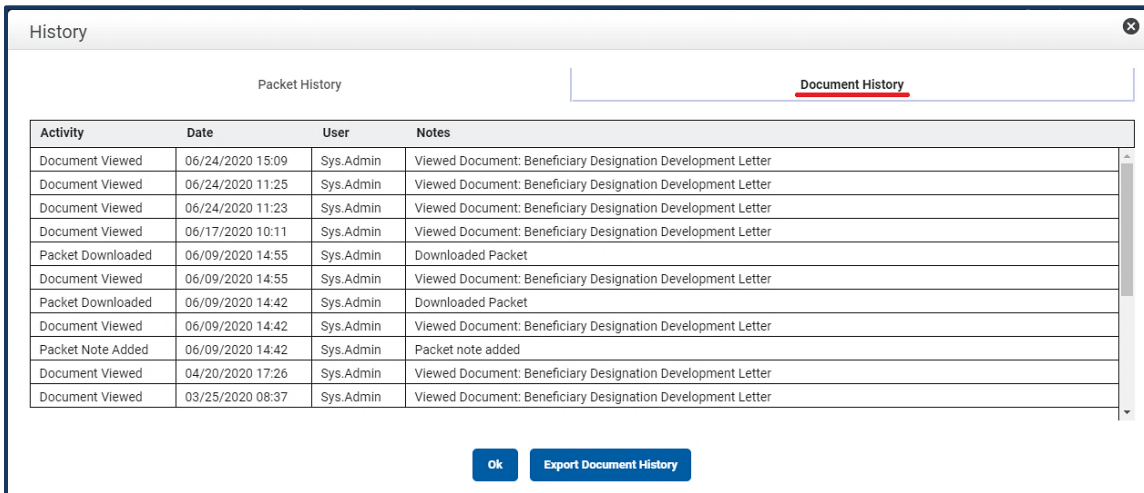 History
Packet History Document History
Activity Date User Notes
Document Viewed 06/24/2020 15:09 Sys.Admin Viewed Document: Beneficiary Designation Development Letter
Document Viewed 06/24/2020 11:25 Sys.Admin Viewed Document: Beneficiary Designation Development Letter
Document Viewed 06/24/2020 11:23 Sys.Admin Viewed Document: Beneficiary Designation Development Letter
Document Viewed 06/17/2020 10:11 Sys.Admin Viewed Document: Beneficiary Designation Development Letter
Packet Downloaded 06/09/2020 14:55 Sys.Admin Downloaded Packet
Document Viewed 06/09/2020 14:55 Sys.Admin Viewed Document: Beneficiary Designation Development Letter
Packet Downloaded 06/09/2020 14:42 Sys.Admin Downloaded Packet
Document Viewed 06/09/2020 14:42 Sys.Admin Viewed Document: Beneficiary Designation Development Letter
Packet Note Added 06/09/2020 14:42 Sys.Admin Packet note added
Document Viewed 04/20/2020 17:26 Sys.Admin Viewed Document: Beneficiary Designation Development Letter
Document Viewed 03/25/2020 08:37 Sys.Admin Viewed Document: Beneficiary Designation Development Letter
Ok Export Document History